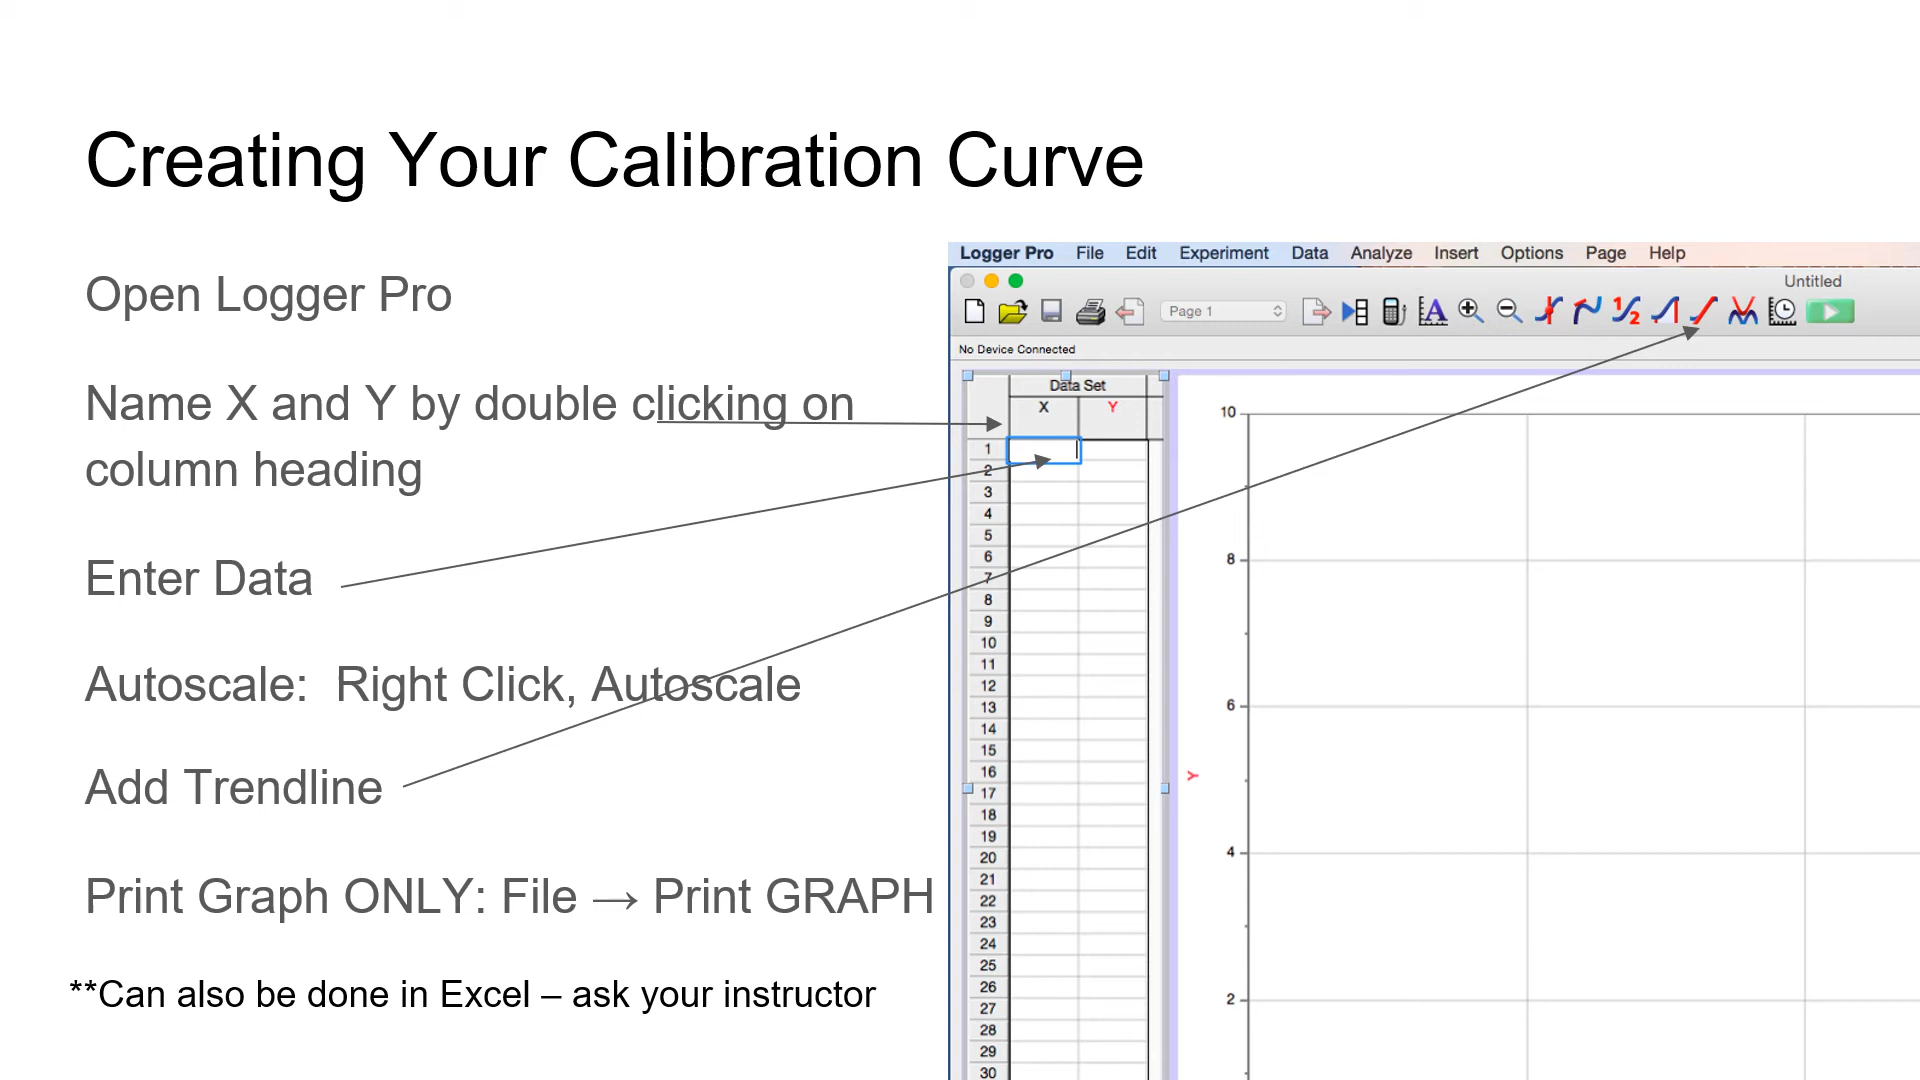 Creating Your Calibration Curve
Open Logger Pro
Name X and Y by double clicking on
column heading
Enter Data
Autoscale:  Right Click, Autoscale
Add Trendline
Print Graph ONLY: File → Print GRAPH
**Can also be done in Excel – ask your instructor
Logger Pro File Edit Experiment Data Analyze Insert Options Page Help
Untitled
Page 1
A
1/2
No Device Connected
Data Set
X Y
1
2
3
4
5
6
7
8
9
10
11
12
13
14
15
16
17
18
19
20
21
22
23
24
25
26
27
28
29
30
10
8
6
Y
4
2